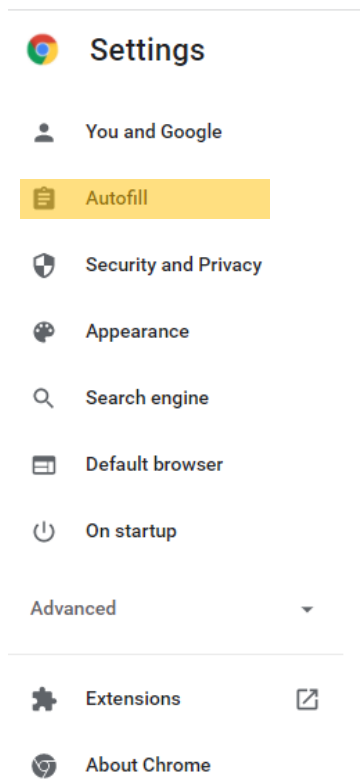 Settings
You and Google
Autofill
Security and Privacy
Appearance
Search engine
Default browser
On startup
Advanced
Extensions
About Chrome